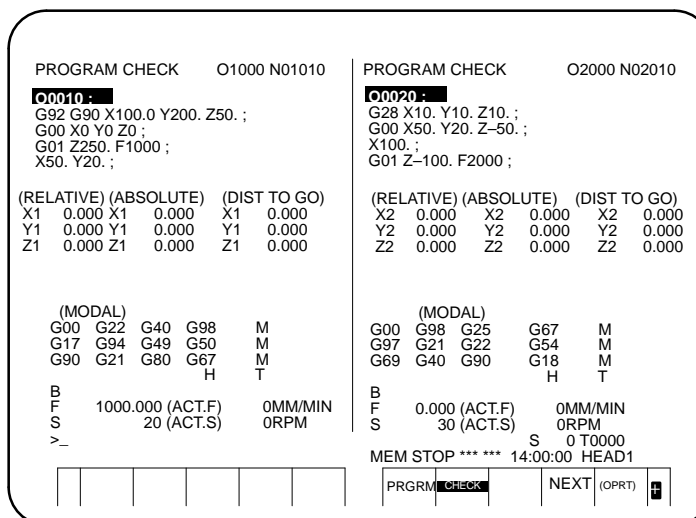 PROGRAM CHECK O1000 N01010
O0010 ;
G92 G90 X100.0 Y200. Z50. ;
G00 X0 Y0 Z0 ;
G01 Z250. F1000 ;
X50. Y20. ;
(RELATIVE) (ABSOLUTE) (DIST TO GO)
X1 0.000 X1 0.000 X1 0.000
Y1 0.000 Y1 0.000 Y1 0.000
Z1 0.000 Z1 0.000 Z1 0.000
(MODAL)
G00 G22 G40 G98 M
G17 G94 G49 G50 M
G90 G21 G80 G67 M
H T
B
F 1000.000 (ACT.F) 0MM/MIN
S 20 (ACT.S) 0RPM
>_
PROGRAM CHECK O2000 N02010
O0020 ;
G28 X10. Y10. Z10. ;
G00 X50. Y20. Z–50. ;
X100. ;
G01 Z–100. F2000 ;
(RELATIVE) (ABSOLUTE) (DIST TO GO)
X2 0.000 X2 0.000 X2 0.000
Y2 0.000 Y2 0.000 Y2 0.000
Z2 0.000 Z2 0.000 Z2 0.000
(MODAL)
G00 G98 G25 G67 M
G97 G21 G22 G54 M
G69 G40 G90 G18 M
H T
B
F 0.000 (ACT.F) 0MM/MIN
S 30 (ACT.S) 0RPM
S 0 T0000
MEM STOP *** *** 14:00:00 HEAD1
PRGRM CHECK NEXT (OPRT) +